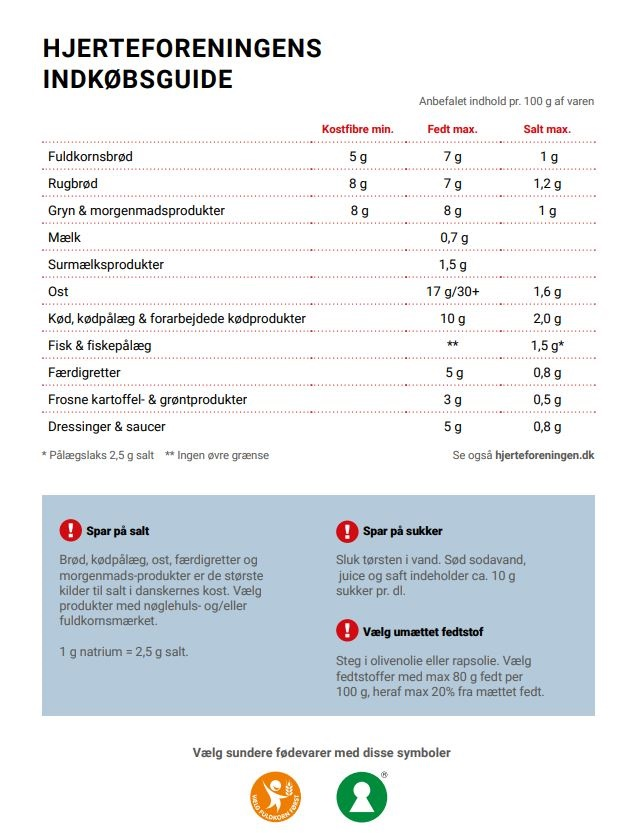 HJERTEFORENINGENS
INDKØBSGUIDE
Anbefalet indhold pr. 100 g af varen
Kostfibre min. Fedt max. Salt max.
Fuldkornsbrød 5 g 7 g 1 g
Rugbrød 8 g 7 g 1,2 g
Gryn & morgenmadsprodukter 8 g 8 g 1 g
Mælk 0,7 g
Surmælksprodukter 1,5 g
Ost 17 g/30+ 1,6 g
Kød, kødpålæg & forarbejdede kødprodukter 10 g 2,0 g
Fisk & fiskepålæg ** 1,5 g*
Færdigretter 5 g 0,8 g
Frosne kartoffel- & grøntprodukter 3 g 0,5 g
Dressinger & saucer 5 g 0,8 g
* Pålægslaks 2,5 g salt ** Ingen øvre grænse Se også hjerteforeningen.dk
! Spar på salt
Brød, kødpålæg, ost, færdigretter og
morgenmads-produkter er de største
kilder til salt i danskernes kost. Vælg
produkter med nøglehuls- og/eller
fuldkornsmærket.
1 g natrium = 2,5 g salt.
! Spar på sukker
Sluk tørsten i vand. Sød sodavand,
juice og saft indeholder ca. 10 g
sukker pr. dl.
! Vælg umættet fedtstof
Steg i olivenolie eller rapsolie. Vælg
fedtstoffer med max 80 g fedt per
100 g, heraf max 20% fra mættet fedt.
Vælg sundere fødevarer med disse symboler
VÆLG FULDKORN FØRST
®